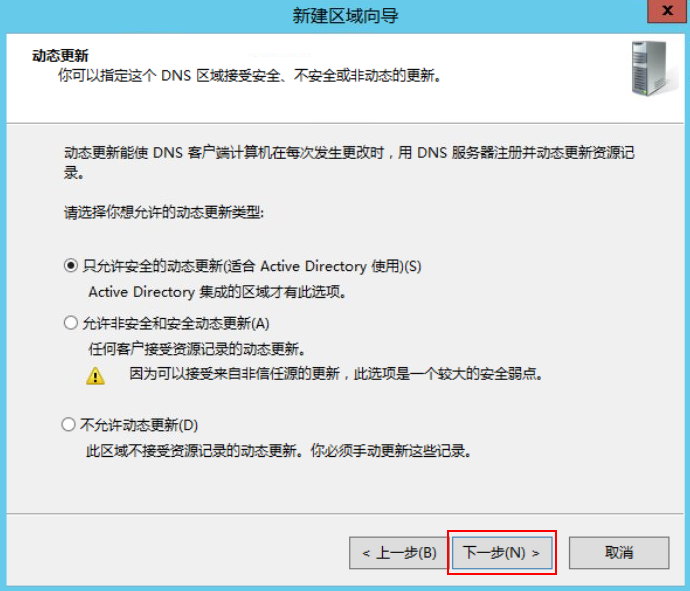 新建区域向导
x
动态更新
你可以指定这个 DNS 区域接受安全、不安全或非动态的更新。
动态更新能使 DNS 客户端计算机在每次发生更改时，用 DNS 服务器注册并动态更新资源记
录。
请选择你想允许的动态更新类型:
只允许安全的动态更新(适合 Active Directory 使用)(S)
Active Directory 集成的区域才有此选项。
允许非安全和安全动态更新(A)
任何客户接受资源记录的动态更新。
因为可以接受来自非信任源的更新，此选项是一个较大的安全弱点。
不允许动态更新(D)
此区域不接受资源记录的动态更新。你必须手动更新这些记录。
< 上一步(B) 下一步(N) > 取消